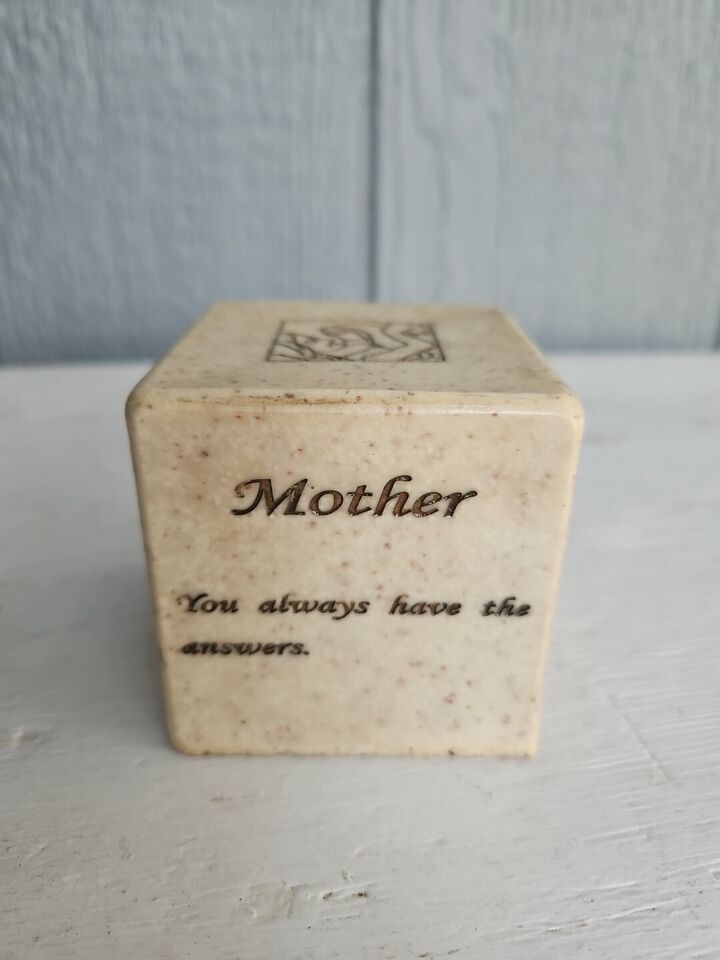 Mother
You always have the
answers.